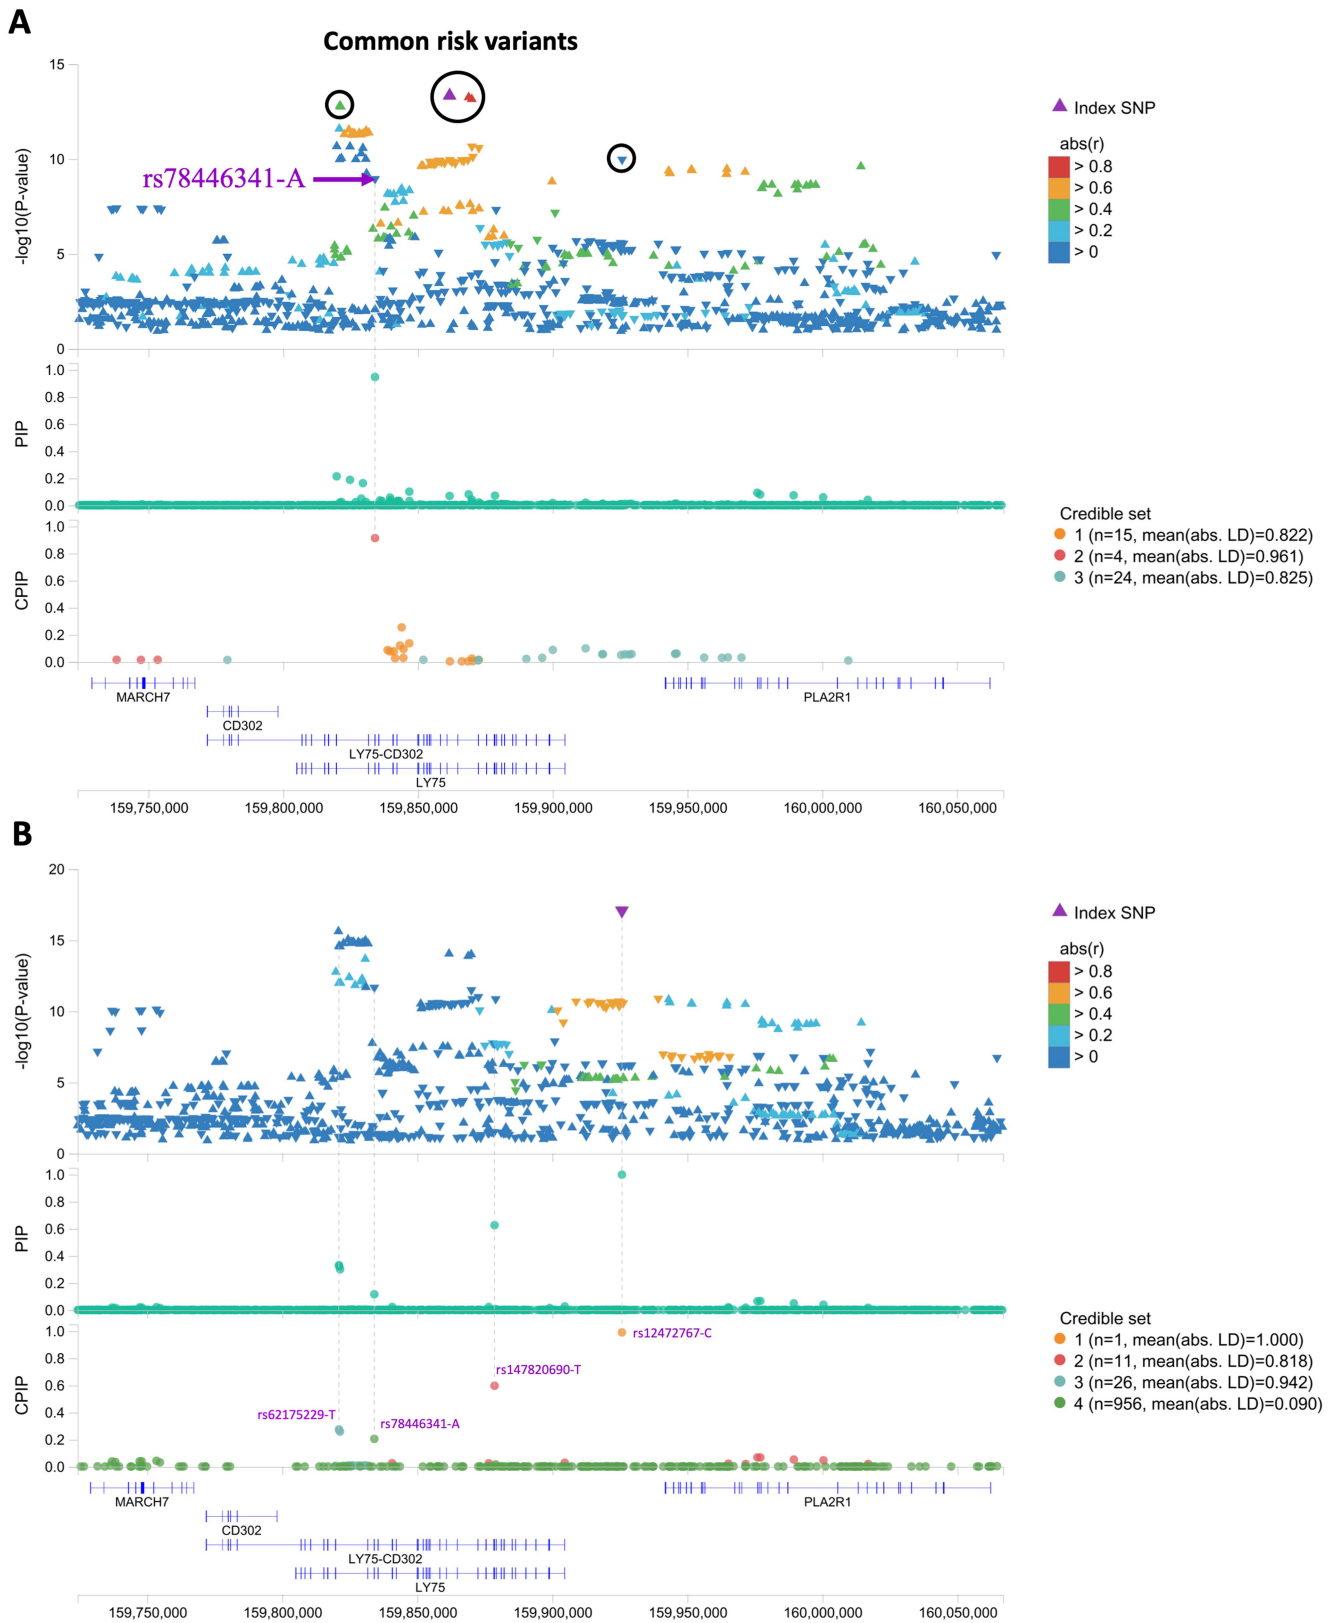 A
Common risk variants
15
10
5
0
-log10(P-value)
rs78446341-A
Index SNP
abs(r)
> 0.8
> 0.6
> 0.4
> 0.2
> 0
1.0
0.8
0.6
0.4
0.2
0.0
PIP
1.0
0.8
0.6
0.4
0.2
0.0
CPIP
Credible set
1 (n=15, mean(abs. LD)=0.822)
2 (n=4, mean(abs. LD)=0.961)
3 (n=24, mean(abs. LD)=0.825)
MARCH7
PLA2R1
CD302
LY75-CD302
LY75
159,750,000
159,800,000
159,850,000
159,900,000
159,950,000
160,000,000
160,050,000
B
20
15
10
5
0
-log10(P-value)
Index SNP
abs(r)
> 0.8
> 0.6
> 0.4
> 0.2
> 0
1.0
0.8
0.6
0.4
0.2
0.0
PIP
1.0
0.8
0.6
0.4
0.2
0.0
CPIP
rs12472767-C
rs147820690-T
rs62175229-T
rs78446341-A
Credible set
1 (n=1, mean(abs. LD)=1.000)
2 (n=11, mean(abs. LD)=0.818)
3 (n=26, mean(abs. LD)=0.942)
4 (n=956, mean(abs. LD)=0.090)
MARCH7
PLA2R1
CD302
LY75-CD302
LY75
159,750,000
159,800,000
159,850,000
159,900,000
159,950,000
160,000,000
160,050,000